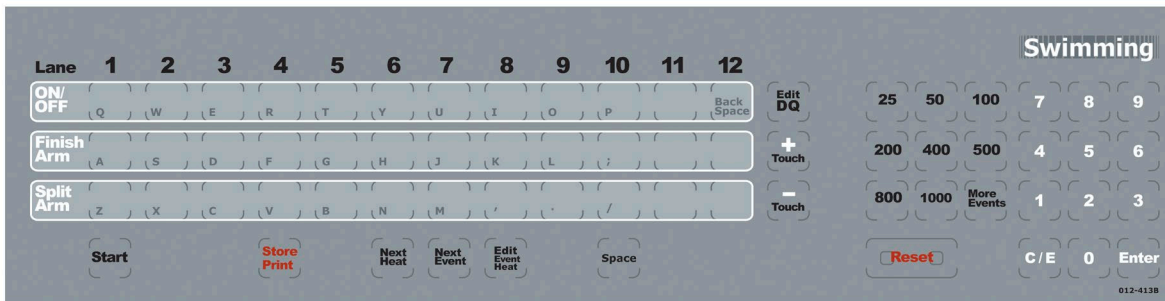 Swimming
Lane 1 2 3 4 5 6 7 8 9 10 11 12
ON/
OFF
Q W E R T Y U I O P
Back
Space
Edit
DQ
25 50 100 7 8 9
Finish
Arm
A S D F G H J K L ;
+
Touch
200 400 500 4 5 6
Split
Arm
Z X C V B N M , . /
–
Touch
800 1000 More
Events
1 2 3
Start
Store
Print
Next
Heat
Next
Event
Edit
Event
Heat
Space
Reset
C/E 0 Enter
012-413B